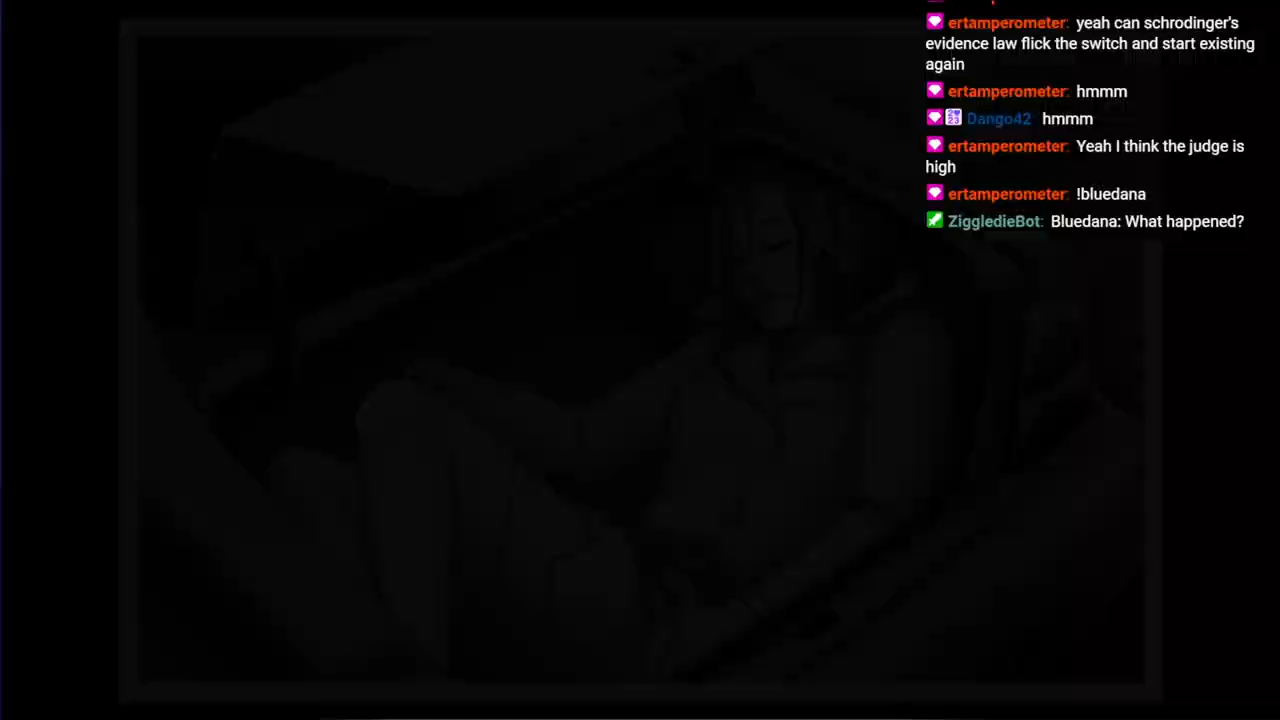 ertamperometer: yeah can schrodinger's
evidence law flick the switch and start existing
again
ertamperometer: hmmm
Dango42 hmmm
ertamperometer: Yeah I think the judge is
high
ertamperometer: !bluedana
ZiggledieBot: Bluedana: What happened?